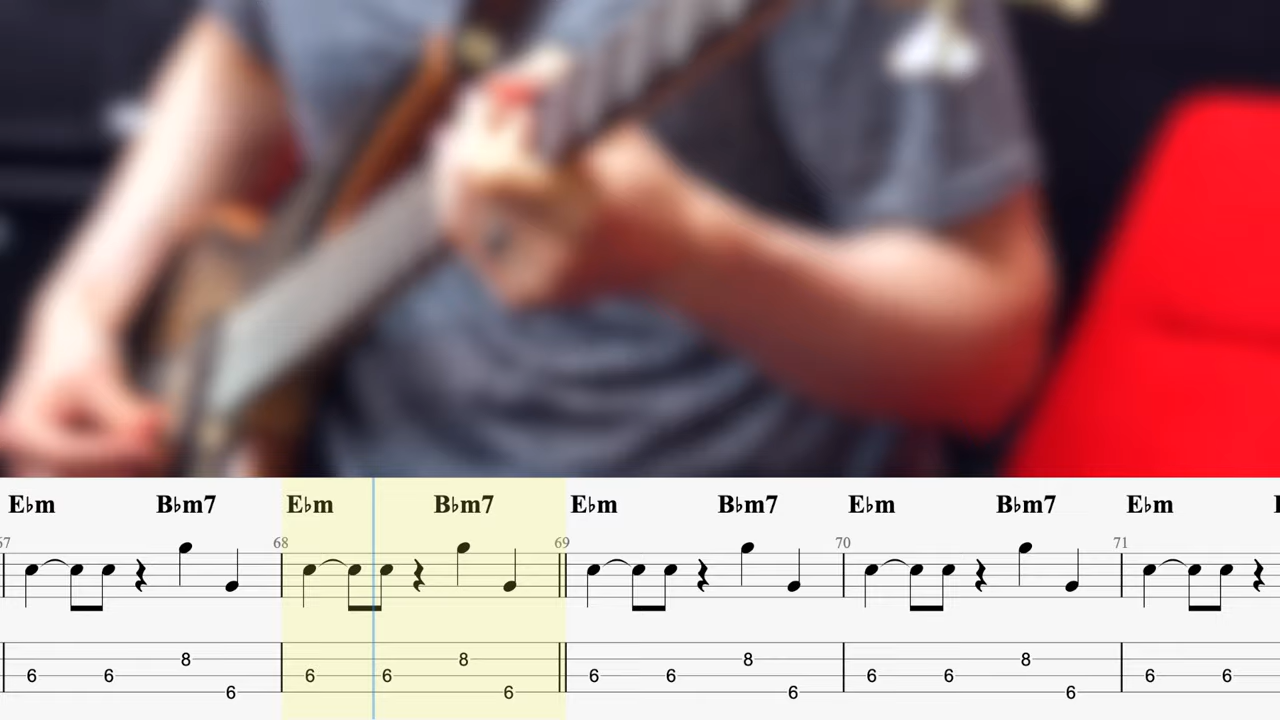 E♭m B♭m7 E♭m B♭m7 E♭m B♭m7 E♭m B♭m7 E♭m
67 68 69 70 71
8 8 8 8
6 6 6 6 6 6 6 6 6 6
6 6 6 6